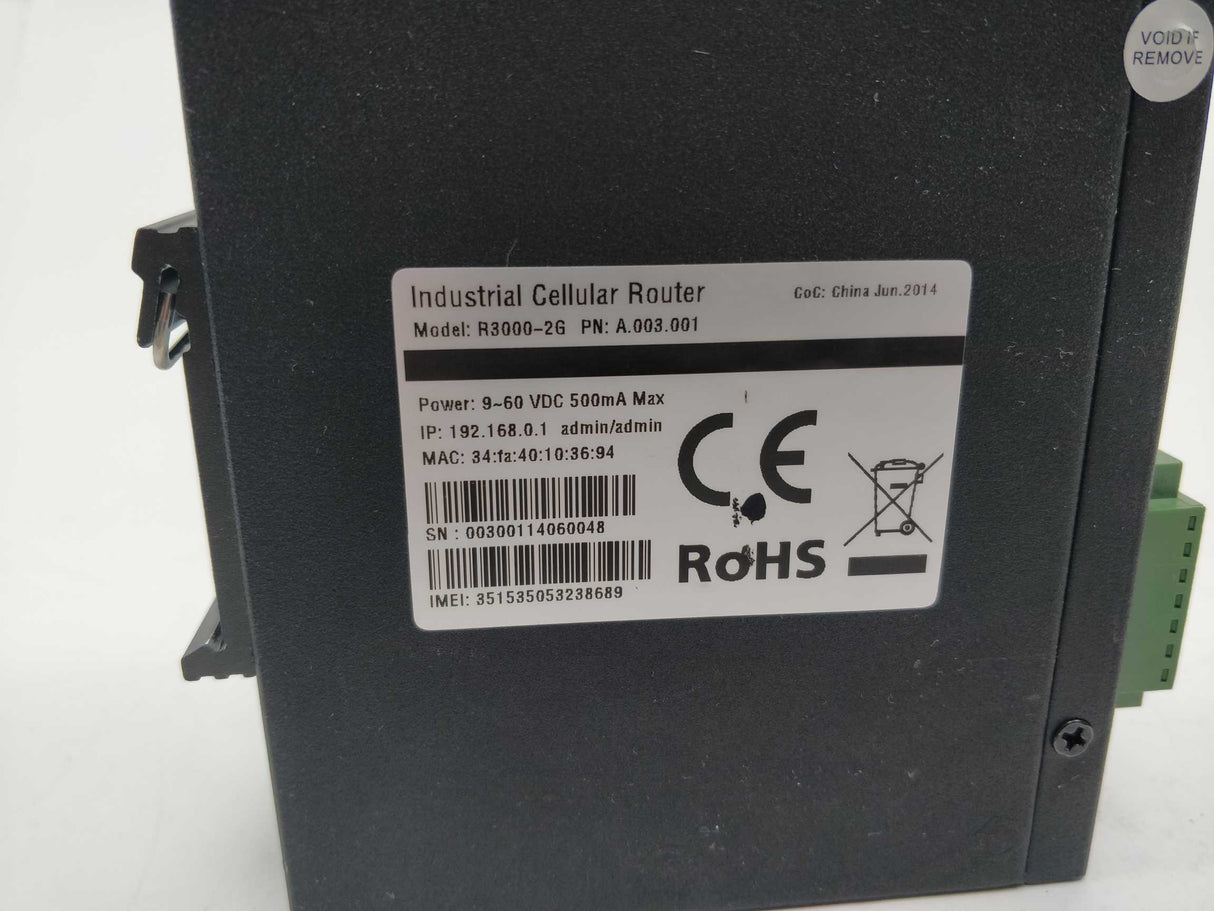 VOID IF
REMOVE
Industrial Cellular Router
CoC: China Jun.2014
Model: R3000-2G PN: A.003.001
Power: 9~60 VDC 500mA Max
IP: 192.168.0.1 admin/admin
MAC: 34:fa:40:10:36:94
SN : 00300114060048
IMEI: 351535053238689
CE
RoHS